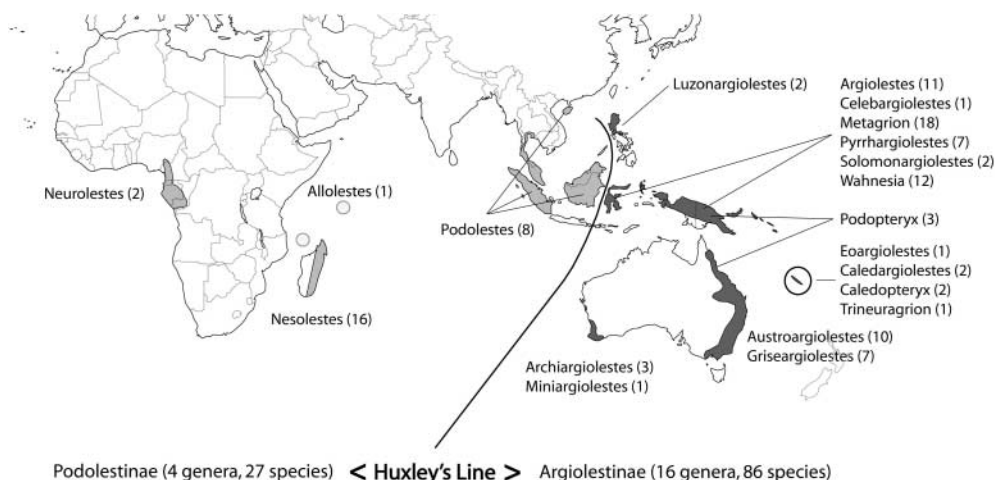 Luzonargiolestes (2)
Argiolestes (11)
Celebargiolestes (1)
Metagrion (18)
Pyrrhargiolestes (7)
Solomonargiolestes (2)
Wahnesia (12)
Neurolestes (2)
Allolestes (1)
Podolestes (8)
Podopteryx (3)
Eoargiolestes (1)
Caledargiolestes (2)
Caledopteryx (2)
Trineuragrion (1)
Nesolestes (16)
Austroargiolestes (10)
Griseargiolestes (7)
Archiargiolestes (3)
Miniargiolestes (1)
Podolestinae (4 genera, 27 species) < Huxley's Line > Argiolestinae (16 genera, 86 species)